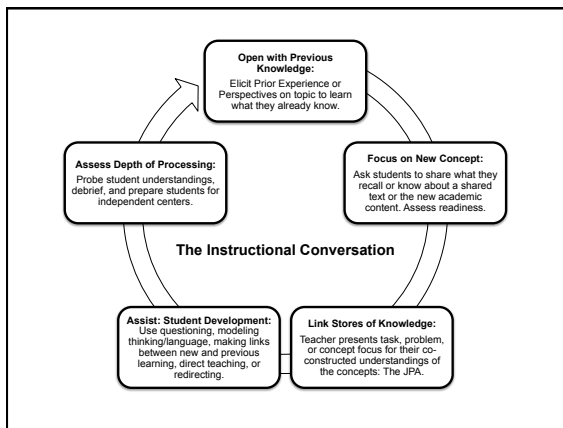 Open with Previous
Knowledge:
Elicit Prior Experience or
Perspectives on topic to learn
what they already know.
Focus on New Concept:
Ask students to share what they
recall or know about a shared
text or the new academic
content. Assess readiness.
Link Stores of Knowledge:
Teacher presents task, problem,
or concept focus for their co-
constructed understandings of
the concepts: The JPA.
Assist: Student Development:
Use questioning, modeling
thinking/language, making links
between new and previous
learning, direct teaching, or
redirecting.
Assess Depth of Processing:
Probe student understandings,
debrief, and prepare students for
independent centers.
The Instructional Conversation